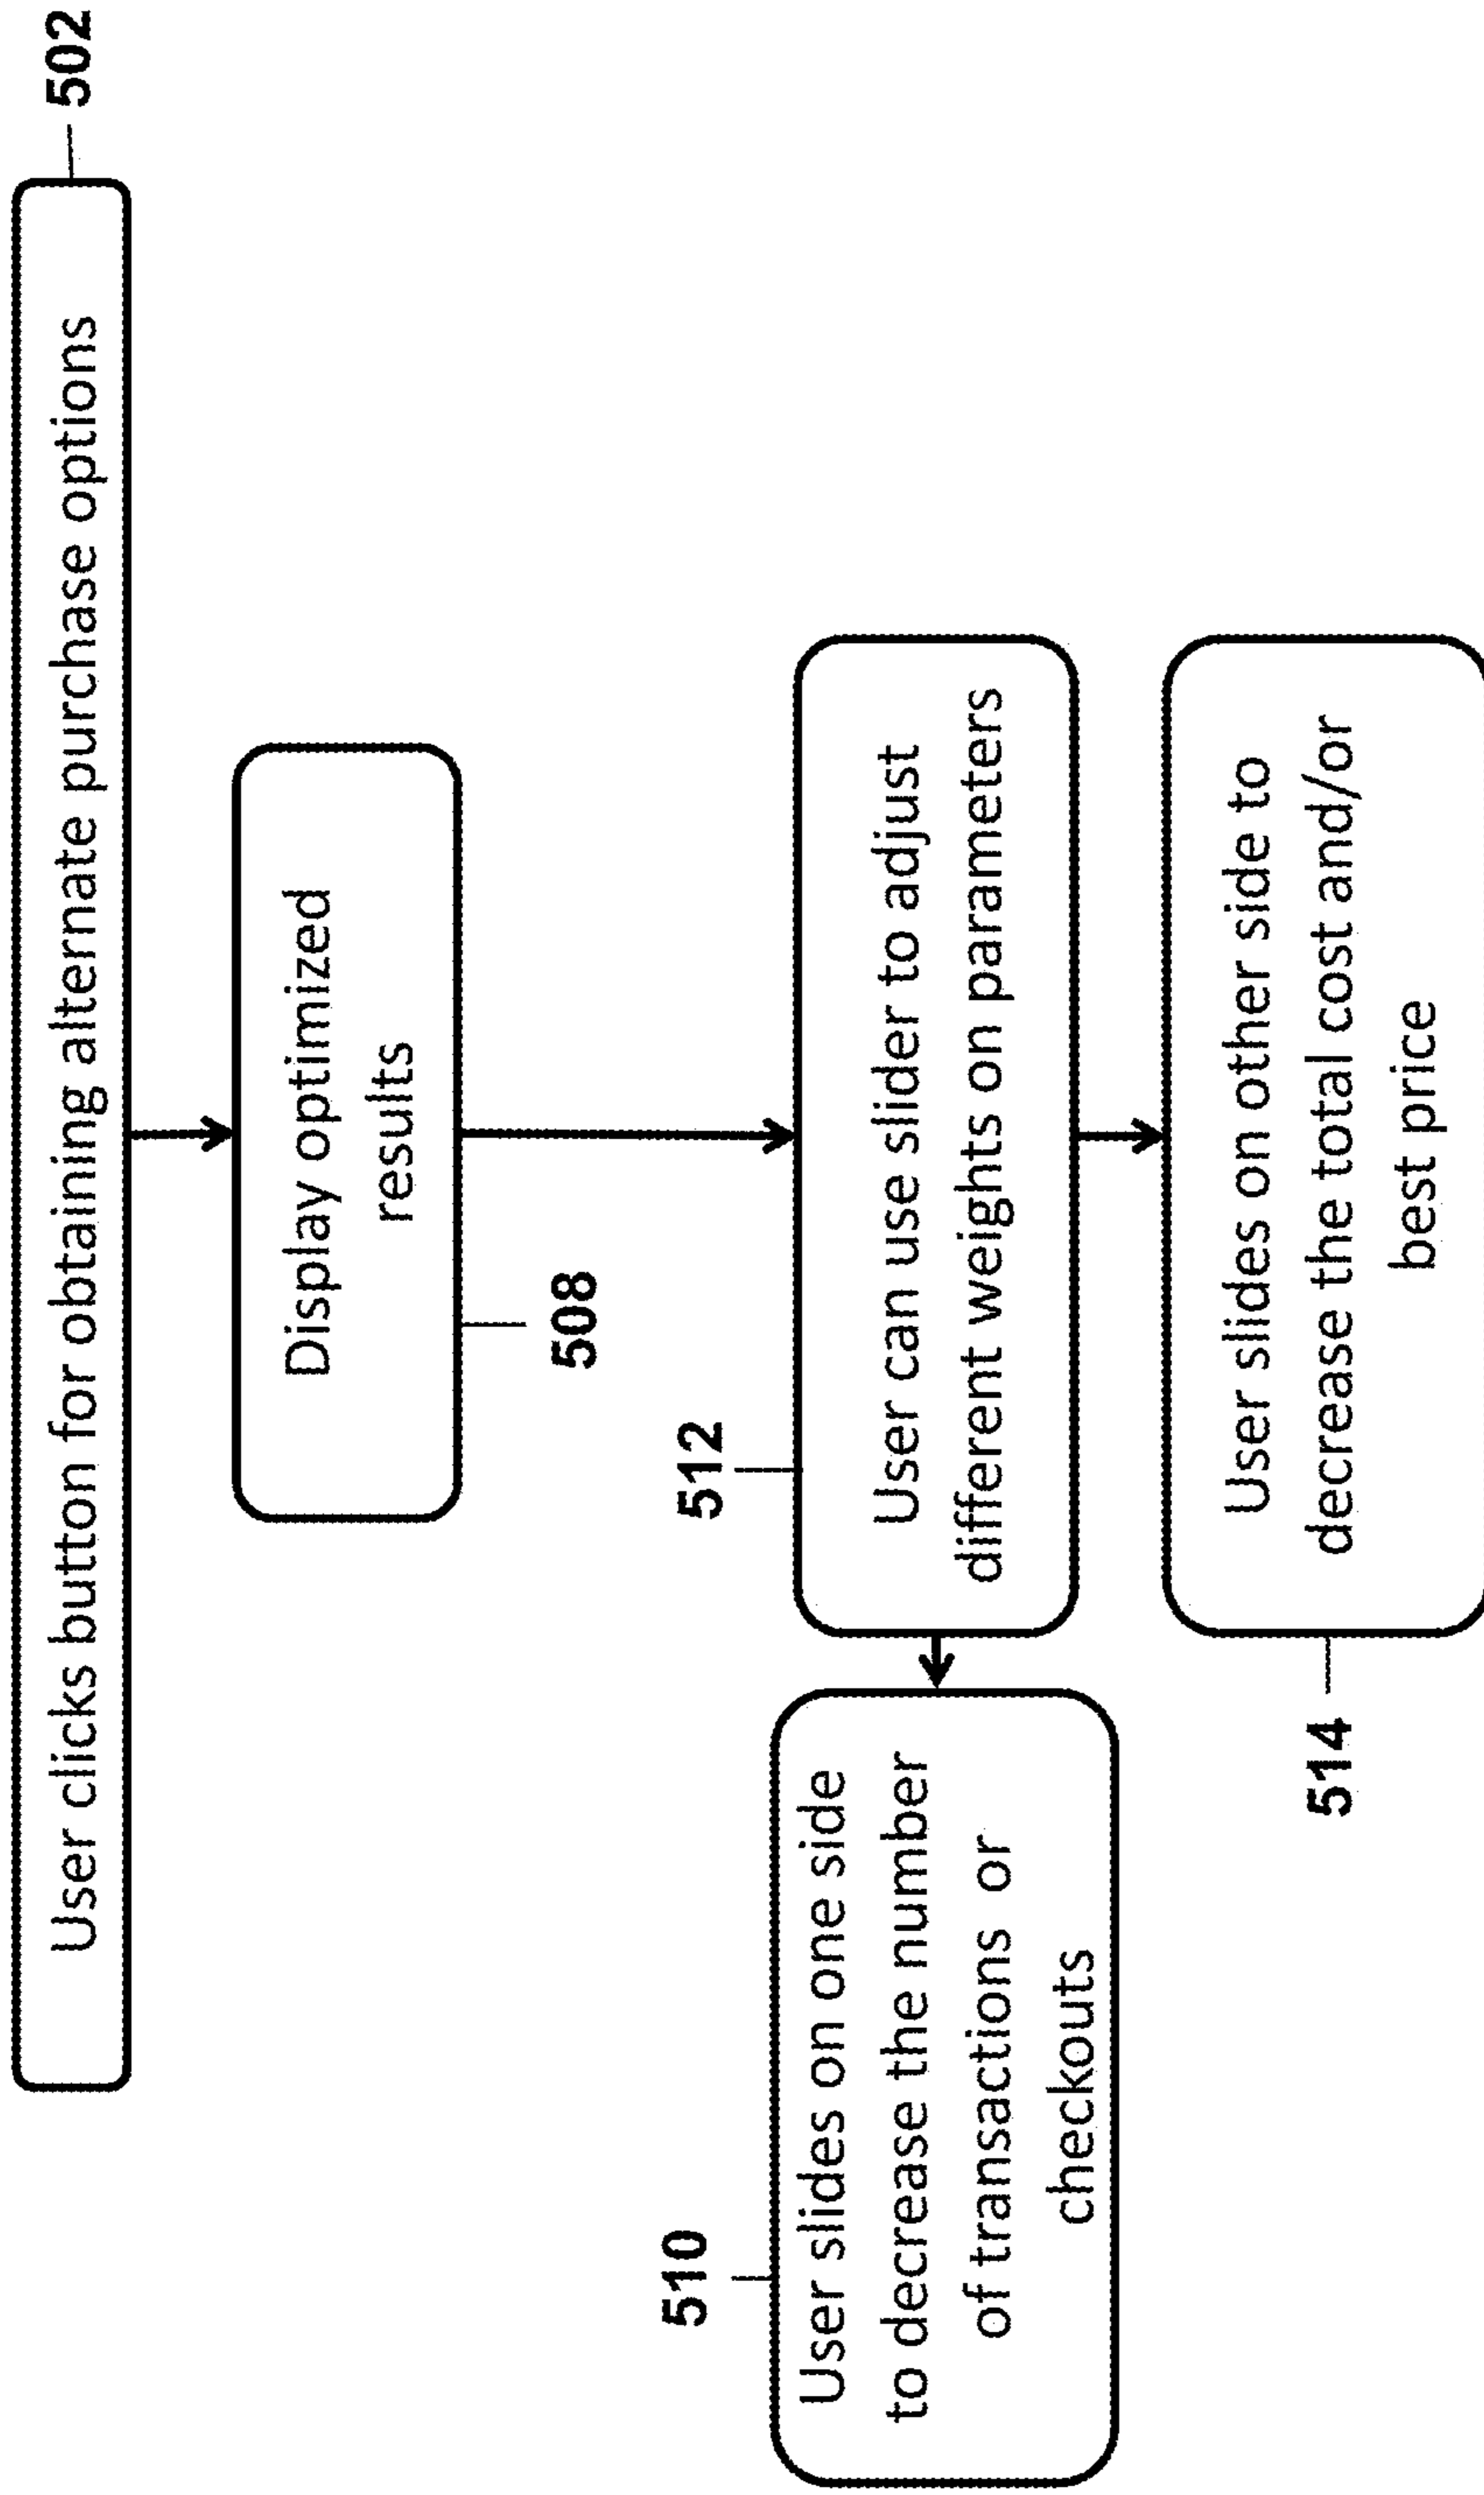 User clicks button for obtaining alternate purchase options
502
Display optimized
results
508
512
User can use slider to adjust
different weights on parameters
510
User slides on one side
to decrease the number
of transactions or
checkouts
User slides on other side to
decrease the total cost and/or
best price
514